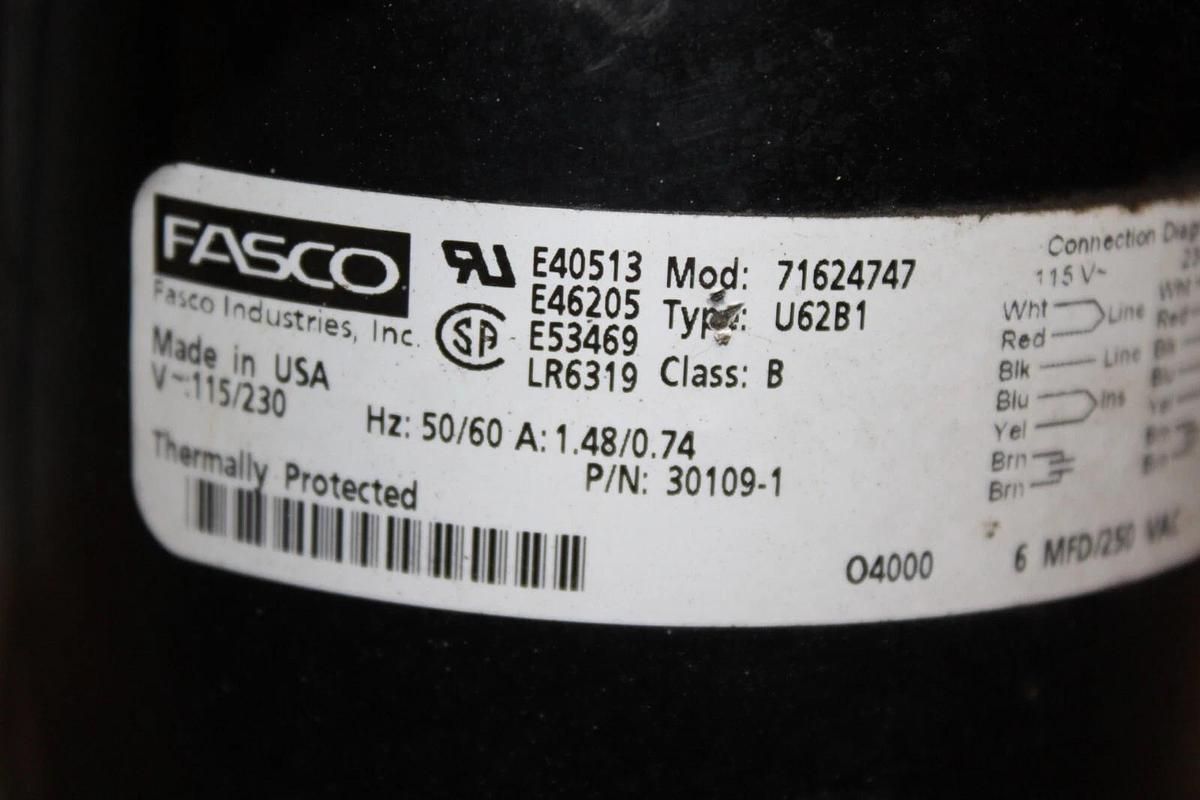 FASCO
Fasco Industries, Inc.
Made in USA
V~:115/230
Hz: 50/60 A: 1.48/0.74
Thermally Protected
P/N: 30109-1
E40513
E46205
E53469
LR6319
Mod: 71624747
Type: U62B1
Class: B
O4000
Connection Diag
115 V~
Wht
Red
Line
Blk
Line
Blu
Yel
Ins
Brn
Brn
6 MFD/250 VAC